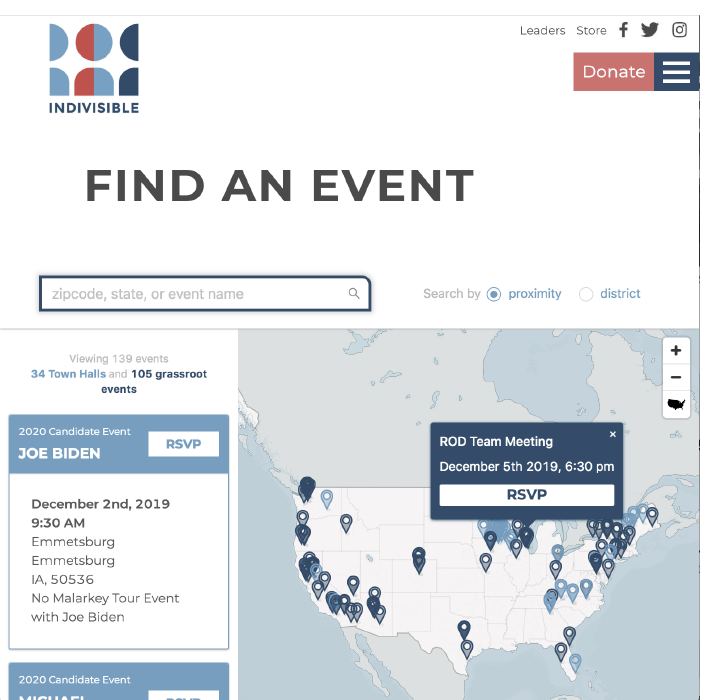 Leaders Store
INDIVISIBLE
Donate
FIND AN EVENT
zipcode, state, or event name
Search by proximity district
Viewing 139 events
34 Town Halls and 105 grassroot
events
2020 Candidate Event
JOE BIDEN
RSVP
December 2nd, 2019
9:30 AM
Emmetsburg
Emmetsburg
IA, 50536
No Malarkey Tour Event
with Joe Biden
2020 Candidate Event
MICHAEL
RSVP
+
−
ROD Team Meeting
×
December 5th 2019, 6:30 pm
RSVP